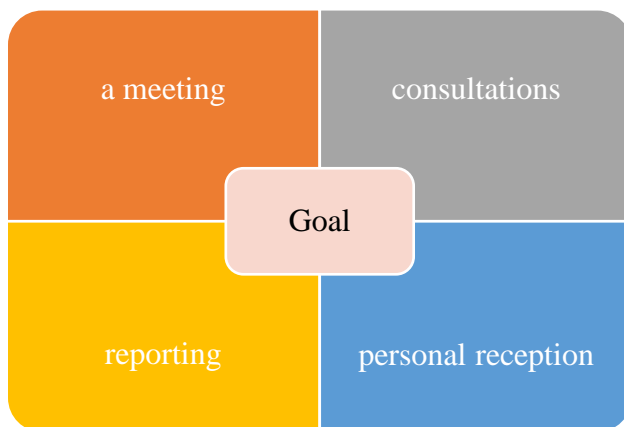 a meeting
consultations
Goal
reporting
personal reception